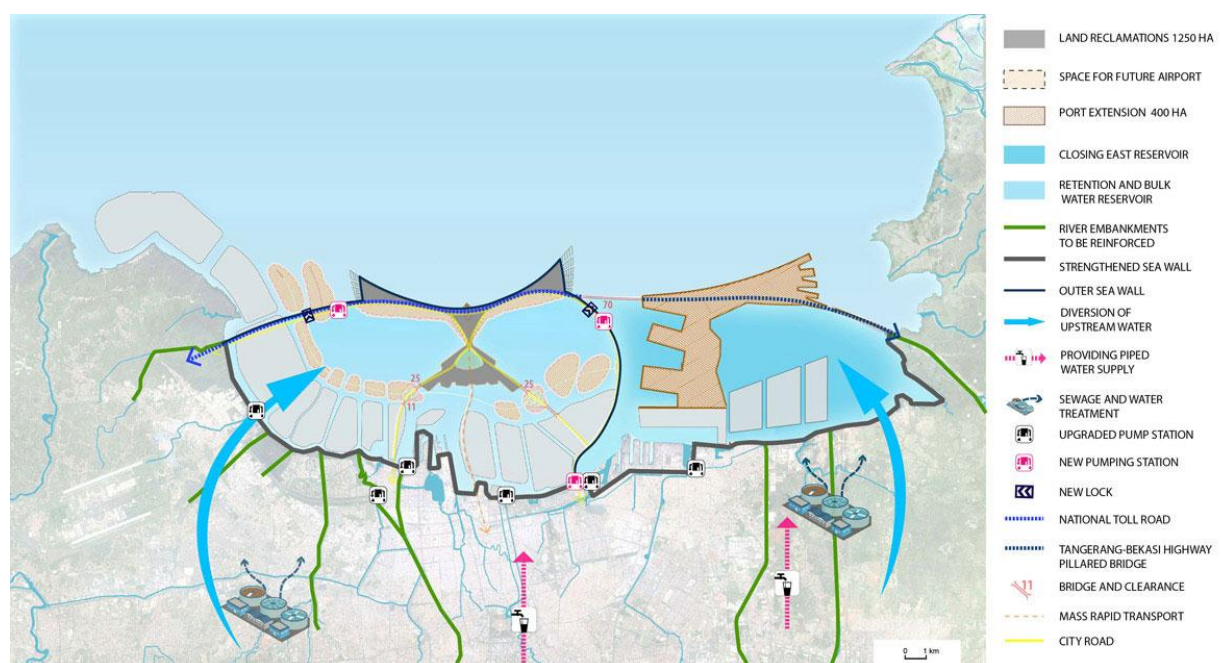 LAND RECLAMATIONS 1250 HA
SPACE FOR FUTURE AIRPORT
PORT EXTENSION 400 HA
CLOSING EAST RESERVOIR
RETENTION AND BULK
WATER RESERVOIR
RIVER EMBANKMENTS
TO BE REINFORCED
STRENGTHENED SEA WALL
OUTER SEA WALL
DIVERSION OF
UPSTREAM WATER
PROVIDING PIPED
WATER SUPPLY
SEWAGE AND WATER
TREATMENT
UPGRADED PUMP STATION
NEW PUMPING STATION
NEW LOCK
NATIONAL TOLL ROAD
TANGERANG-BEKASI HIGHWAY
PILLARED BRIDGE
11
BRIDGE AND CLEARANCE
MASS RAPID TRANSPORT
CITY ROAD
70
25
11
25
0 1 km